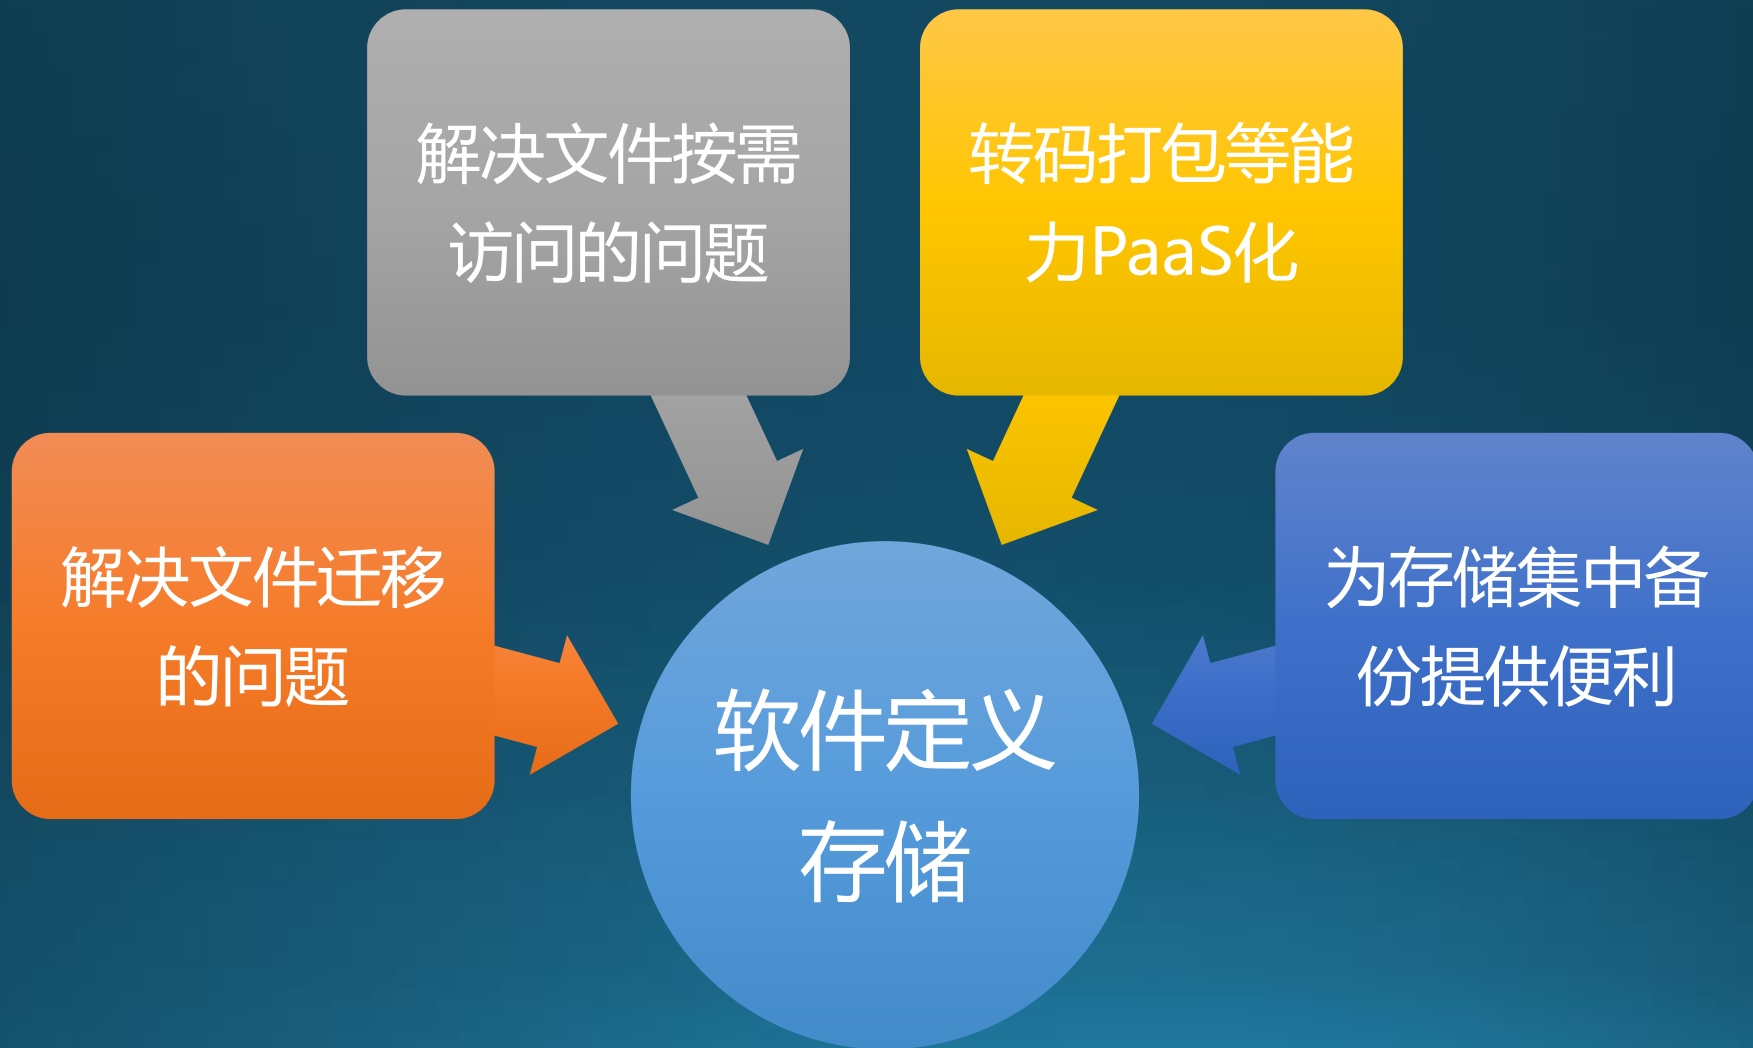 解决文件按需
访问的问题
转码打包等能
力PaaS化
解决文件迁移
的问题
为存储集中备
份提供便利
软件定义
存储